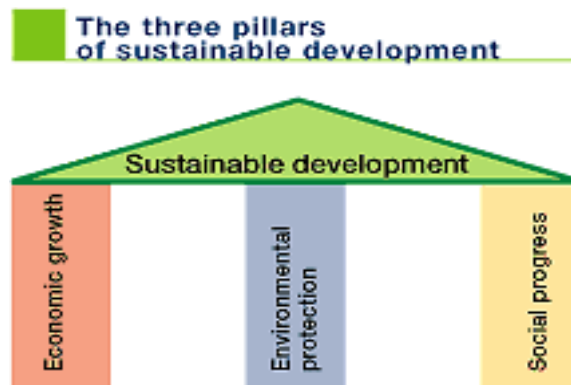 The three pillars
of sustainable development
Sustainable development
Economic growth
Environmental
protection
Social progress